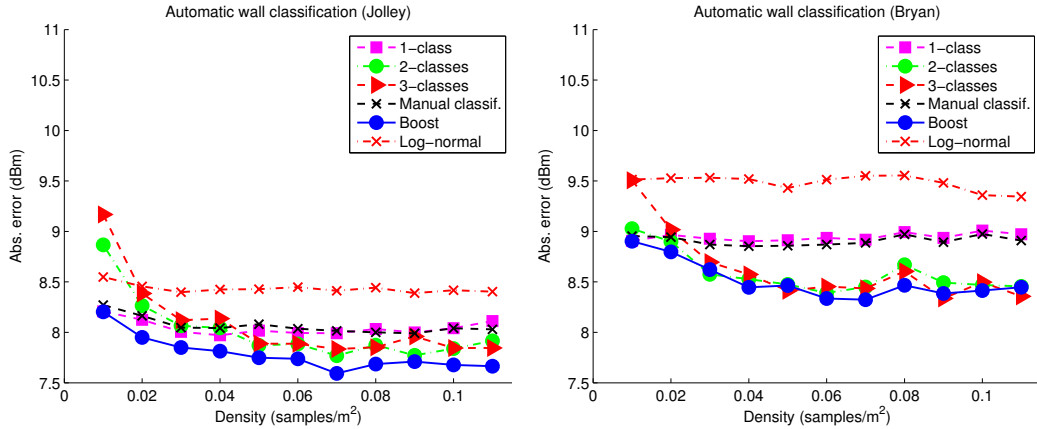 Automatic wall classification (Jolley)
11
10.5
10
9.5
9
8.5
8
7.5
Abs. error (dBm)
1−class
2−classes
3−classes
Manual classif.
Boost
Log−normal
0
0.02
0.04
0.06
0.08
0.1
Density (samples/m²)
Automatic wall classification (Bryan)
11
10.5
10
9.5
9
8.5
8
7.5
Abs. error (dBm)
1−class
2−classes
3−classes
Manual classif.
Boost
Log−normal
0
0.02
0.04
0.06
0.08
0.1
Density (samples/m²)